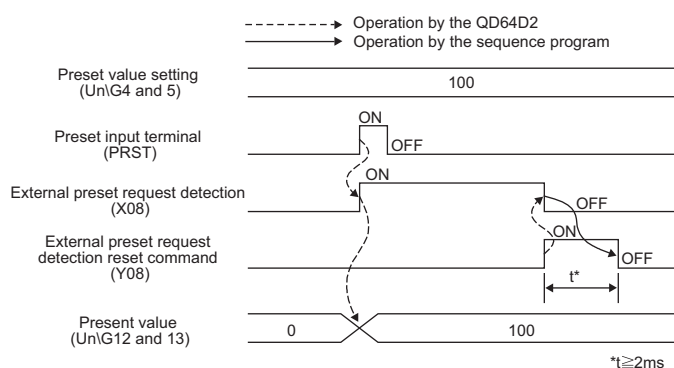 Operation by the QD64D2
Operation by the sequence program
Preset value setting
(Un\G4 and 5)
100
ON
Preset input terminal
(PRST)
OFF
ON
External preset request detection
(X08)
OFF
ON
External preset request
detection reset command
(Y08)
OFF
t*
Present value
(Un\G12 and 13)
0
100
*t≧2ms